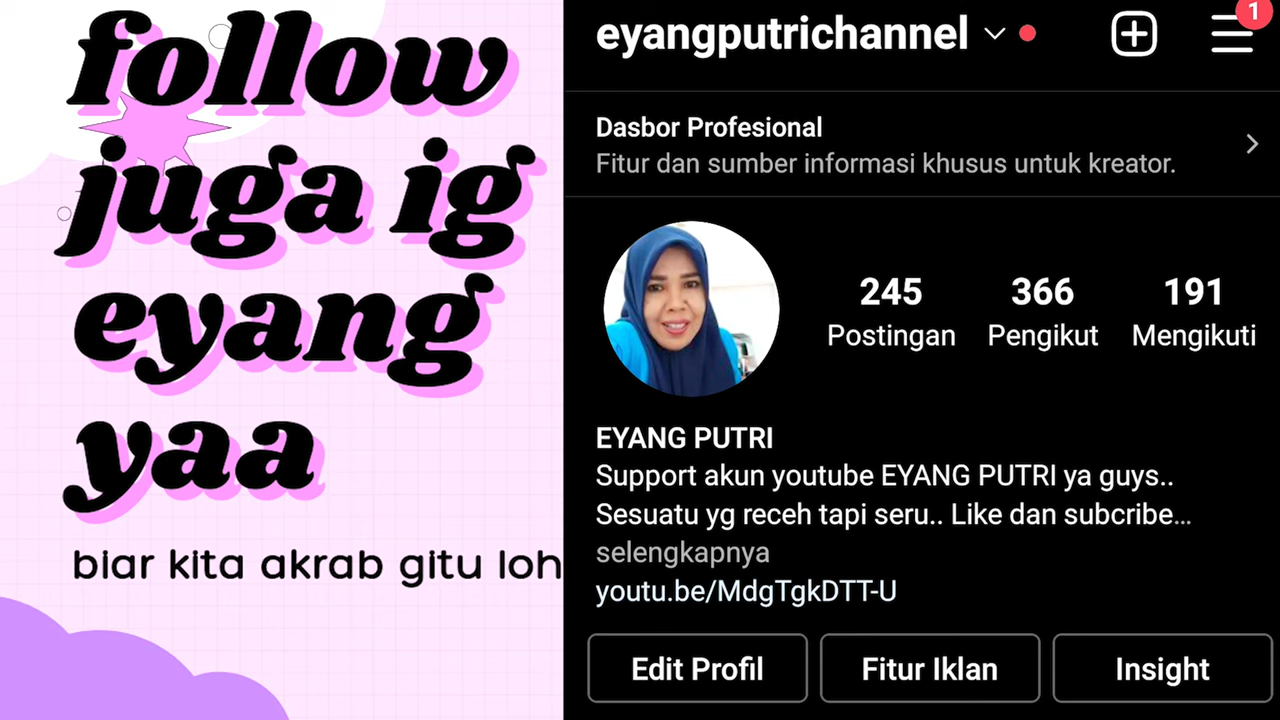 follow
juga ig
eyang
yaa
biar kita akrab gitu loh
eyangputrichannel
1
Dasbor Profesional
Fitur dan sumber informasi khusus untuk kreator.
245 366 191
Postingan Pengikut Mengikuti
EYANG PUTRI
Support akun youtube EYANG PUTRI ya guys..
Sesuatu yg receh tapi seru.. Like dan subcribe...
selengkapnya
youtu.be/MdgTgkDTT-U
Edit Profil Fitur Iklan Insight